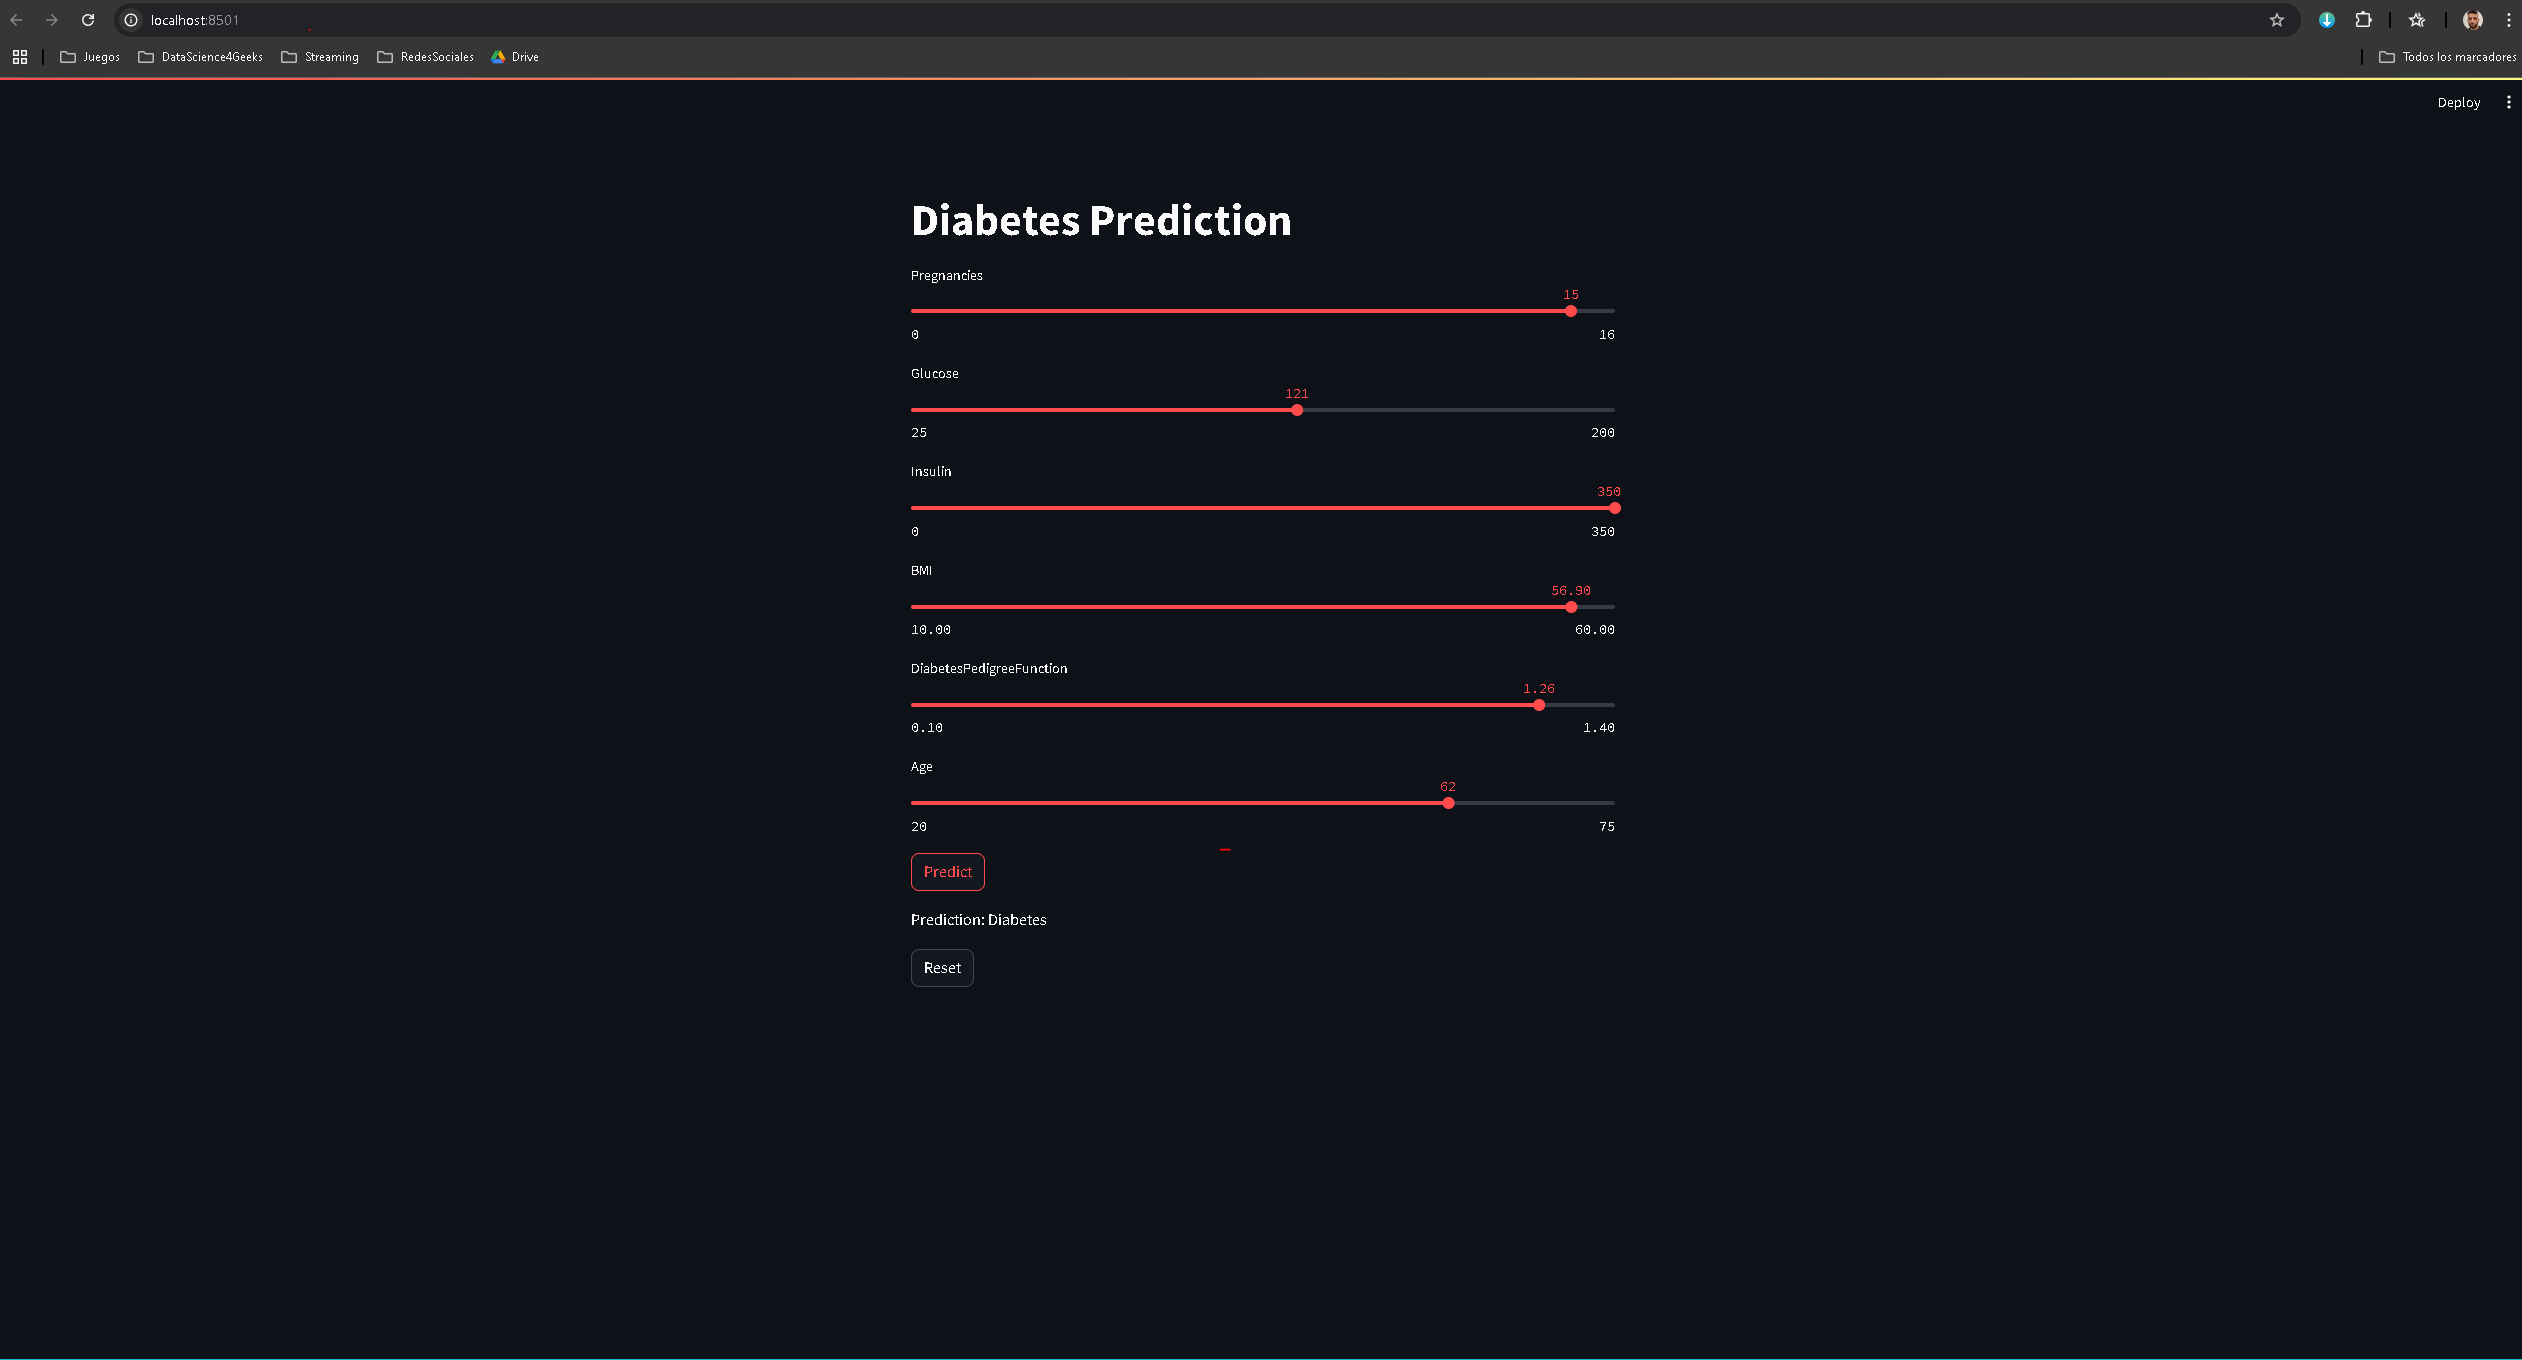 localhost:8501
Juegos DataScience4Geeks Streaming RedesSociales Drive Todos los marcadores
Deploy
Diabetes Prediction
Pregnancies
15
0 16
Glucose
121
25 200
Insulin
350
0 350
BMI
56.90
10.00 60.00
DiabetesPedigreeFunction
1.26
0.10 1.40
Age
62
20 75
Predict
Prediction: Diabetes
Reset